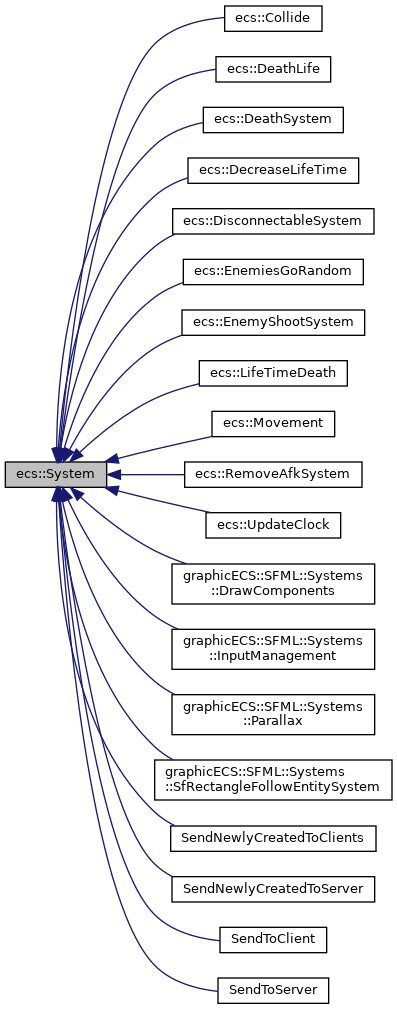 ecs::Collide
ecs::DeathLife
ecs::DeathSystem
ecs::DecreaseLifeTime
ecs::DisconnectableSystem
ecs::EnemiesGoRandom
ecs::EnemyShootSystem
ecs::LifeTimeDeath
ecs::Movement
ecs::System
ecs::RemoveAfkSystem
ecs::UpdateClock
graphicECS::SFML::Systems
::DrawComponents
graphicECS::SFML::Systems
::InputManagement
graphicECS::SFML::Systems
::Parallax
graphicECS::SFML::Systems
::SfRectangleFollowEntitySystem
SendNewlyCreatedToClients
SendNewlyCreatedToServer
SendToClient
SendToServer